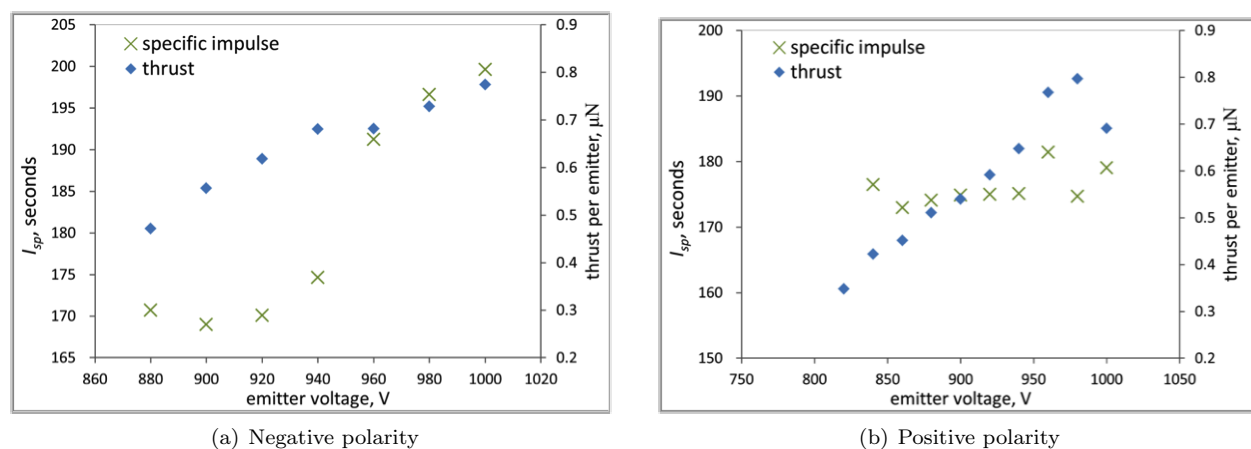 205
200
195
190
185
180
175
170
165
I_sp, seconds
× specific impulse
◆ thrust
0.9
0.8
0.7
0.6
0.5
0.4
0.3
0.2
thrust per emitter, μN
860 880 900 920 940 960 980 1000 1020
emitter voltage, V
(a) Negative polarity
200
190
180
170
160
150
I_sp, seconds
× specific impulse
◆ thrust
0.9
0.8
0.7
0.6
0.5
0.4
0.3
0.2
thrust per emitter, μN
750 800 850 900 950 1000 1050
emitter voltage, V
(b) Positive polarity